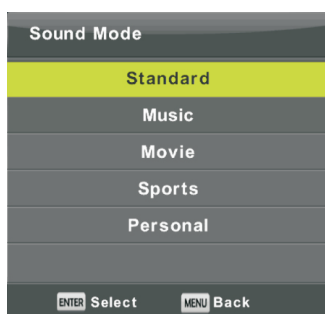 Sound Mode
Standard
Music
Movie
Sports
Personal
ENTER Select MENU Back